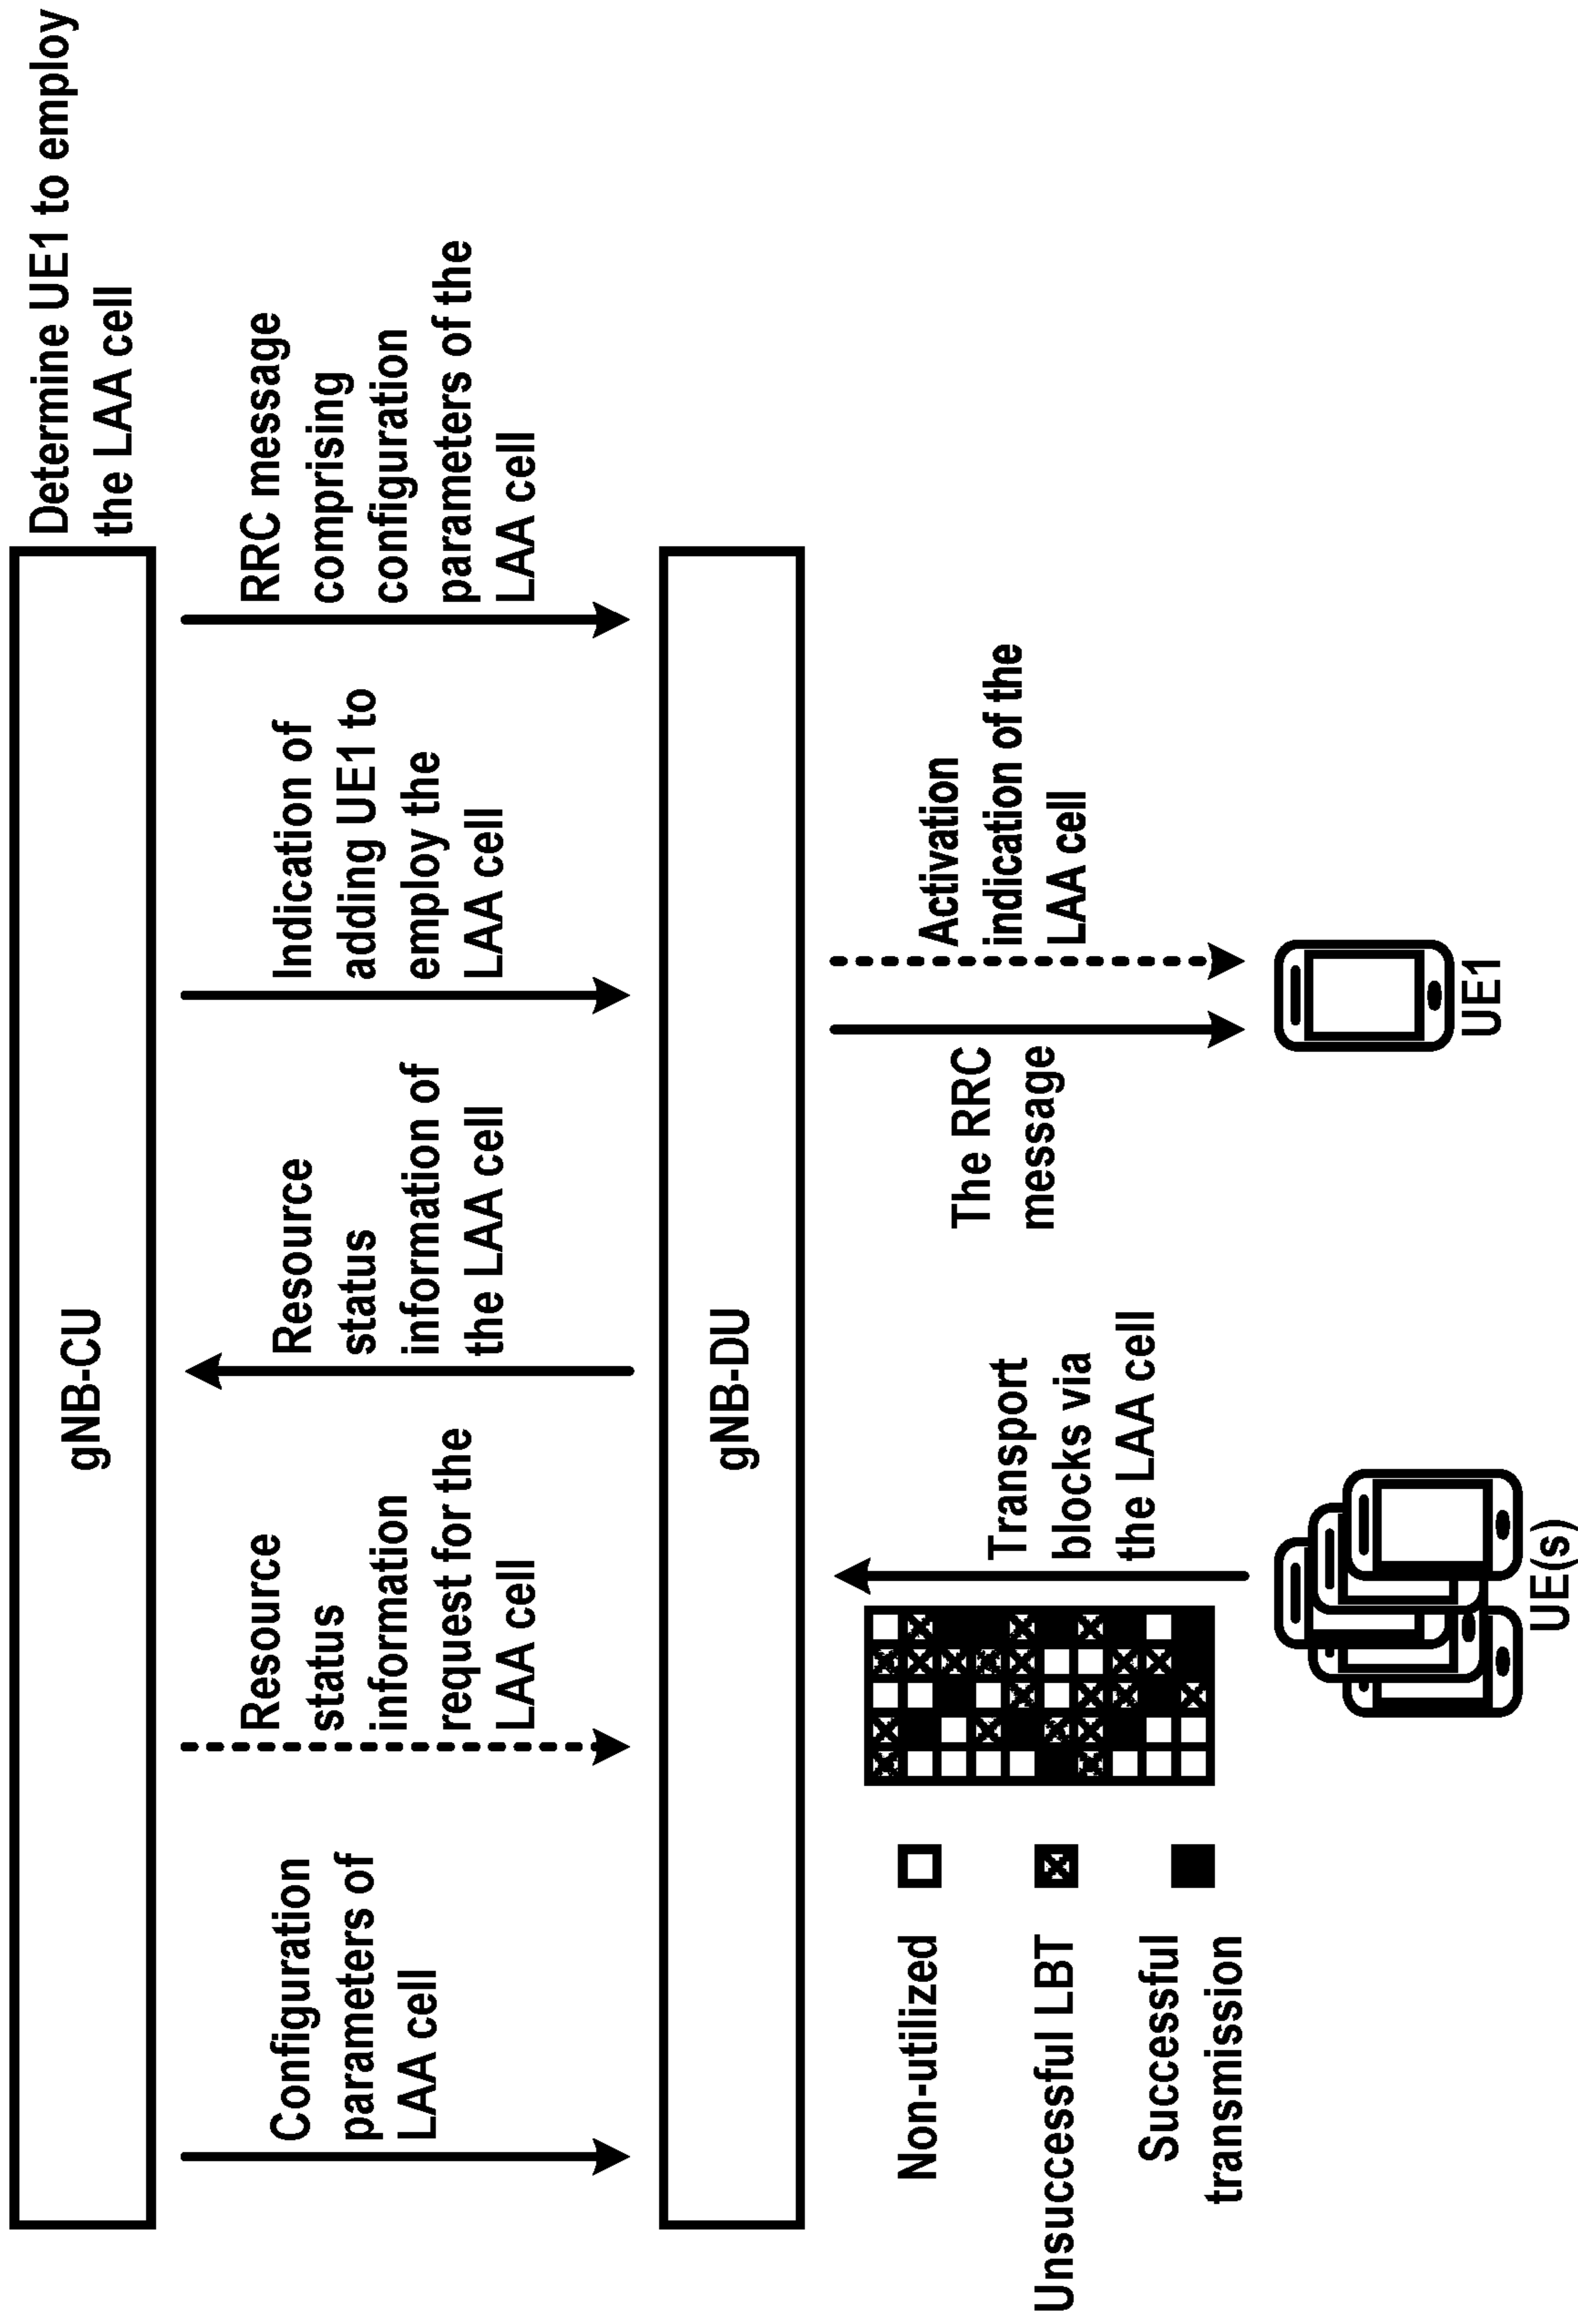 Determine UE1 to employ
the LAA cell
gNB-CU
Configuration
parameters of
LAA cell
Resource
status
information
request for the
LAA cell
Resource
status
information of
the LAA cell
Indication of
adding UE1 to
employ the
LAA cell
RRC message
comprising
configuration
parameters of the
LAA cell
gNB-DU
Non-utilized
Unsuccessful LBT
Successful
transmission
Transport
blocks via
the LAA cell
UE(s)
The RRC
message
Activation
indication of the
LAA cell
UE1